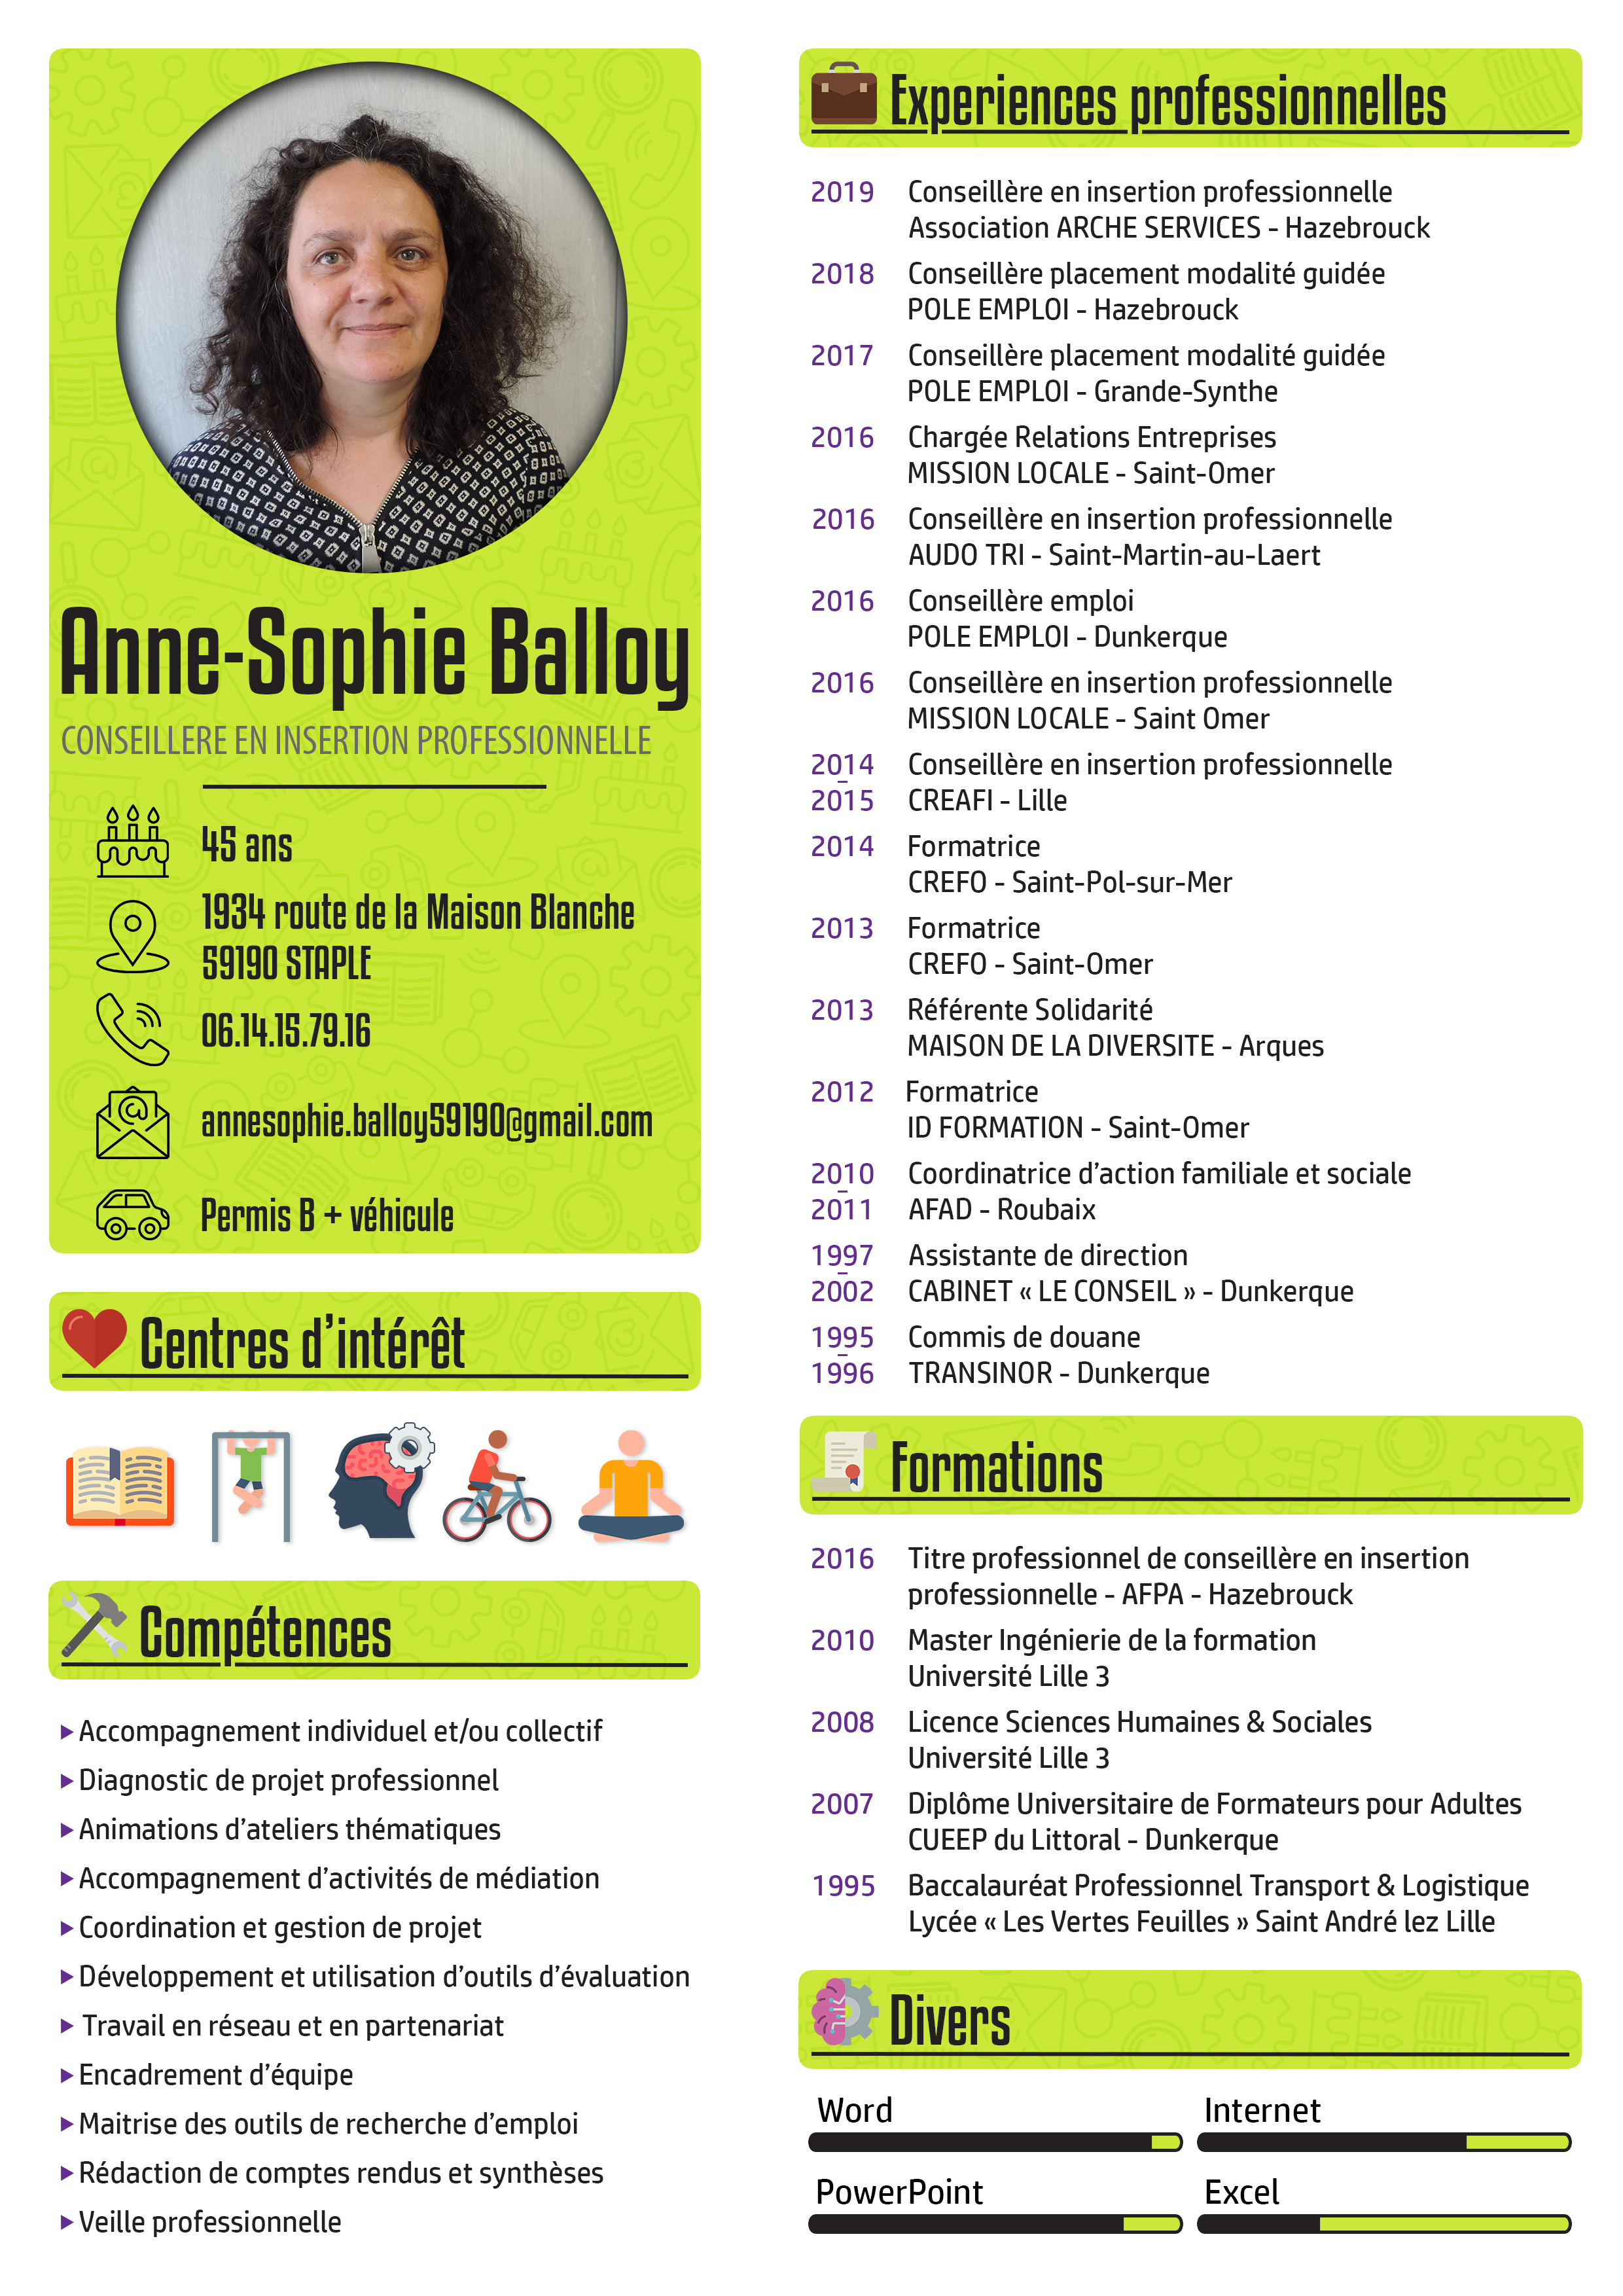 Anne-Sophie Balloy
CONSEILLERE EN INSERTION PROFESSIONNELLE
45 ans
1934 route de la Maison Blanche
59190 STAPLE
06.14.15.79.16
annesophie.balloy59190@gmail.com
Permis B + véhicule
Centres d’intérêt
Compétences
Accompagnement individuel et/ou collectif
Diagnostic de projet professionnel
Animations d’ateliers thématiques
Accompagnement d’activités de médiation
Coordination et gestion de projet
Développement et utilisation d’outils d’évaluation
Travail en réseau et en partenariat
Encadrement d’équipe
Maitrise des outils de recherche d’emploi
Rédaction de comptes rendus et synthèses
Veille professionnelle
Experiences professionnelles
2019 Conseillère en insertion professionnelle
Association ARCHE SERVICES - Hazebrouck
2018 Conseillère placement modalité guidée
POLE EMPLOI - Hazebrouck
2017 Conseillère placement modalité guidée
POLE EMPLOI - Grande-Synthe
2016 Chargée Relations Entreprises
MISSION LOCALE - Saint-Omer
2016 Conseillère en insertion professionnelle
AUDO TRI - Saint-Martin-au-Laert
2016 Conseillère emploi
POLE EMPLOI - Dunkerque
2016 Conseillère en insertion professionnelle
MISSION LOCALE - Saint Omer
2014 Conseillère en insertion professionnelle
–
2015 CREAFI - Lille
2014 Formatrice
CREFO - Saint-Pol-sur-Mer
2013 Formatrice
CREFO - Saint-Omer
2013 Référente Solidarité
MAISON DE LA DIVERSITE - Arques
2012 Formatrice
ID FORMATION - Saint-Omer
2010 Coordinatrice d’action familiale et sociale
–
2011 AFAD - Roubaix
1997 Assistante de direction
–
2002 CABINET « LE CONSEIL » - Dunkerque
1995 Commis de douane
–
1996 TRANSINOR - Dunkerque
Formations
2016 Titre professionnel de conseillère en insertion
professionnelle - AFPA - Hazebrouck
2010 Master Ingénierie de la formation
Université Lille 3
2008 Licence Sciences Humaines & Sociales
Université Lille 3
2007 Diplôme Universitaire de Formateurs pour Adultes
CUEEP du Littoral - Dunkerque
1995 Baccalauréat Professionnel Transport & Logistique
Lycée « Les Vertes Feuilles » Saint André lez Lille
Divers
Word Internet
PowerPoint Excel